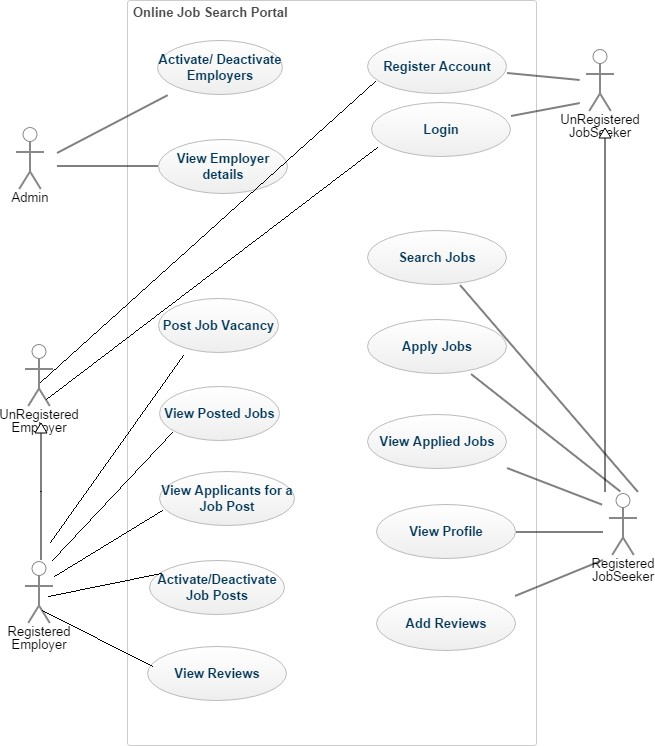 Online Job Search Portal
Activate/ Deactivate
Employers
Register Account
UnRegistered
JobSeeker
Login
View Employer
details
Admin
Search Jobs
Post Job Vacancy
Apply Jobs
UnRegistered
Employer
View Posted Jobs
View Applied Jobs
View Applicants for a
Job Post
View Profile
Registered
JobSeeker
Activate/Deactivate
Job Posts
Registered
Employer
Add Reviews
View Reviews